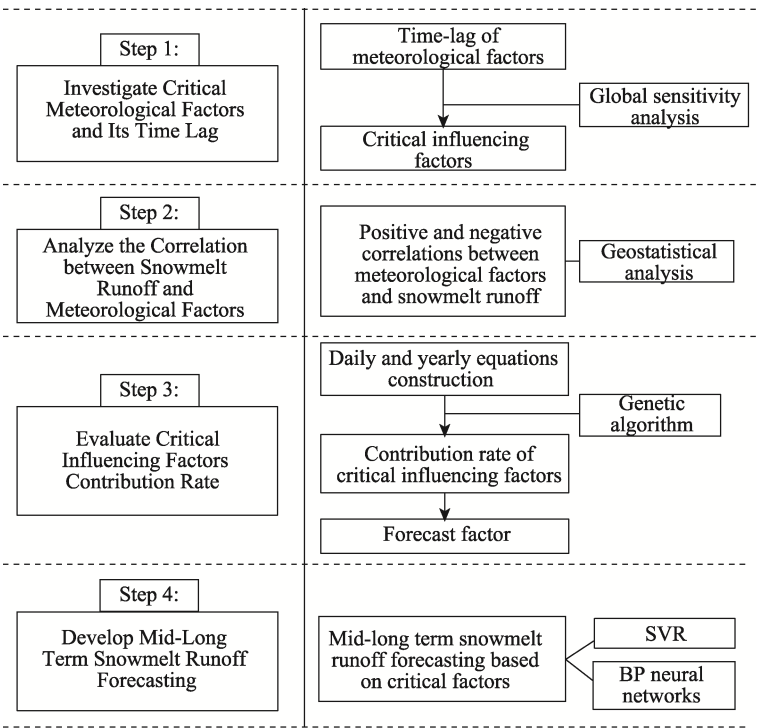 Step 1:
Investigate Critical
Meteorological Factors
and Its Time Lag
Time-lag of
meteorological factors
Global sensitivity
analysis
Critical influencing
factors
Step 2:
Analyze the Correlation
between Snowmelt
Runoff and
Meteorological Factors
Positive and negative
correlations between
meteorological factors
and snowmelt runoff
Geostatistical
analysis
Step 3:
Evaluate Critical
Influencing Factors
Contribution Rate
Daily and yearly equations
construction
Genetic
algorithm
Contribution rate of
critical influencing factors
Forecast factor
Step 4:
Develop Mid-Long
Term Snowmelt Runoff
Forecasting
Mid-long term snowmelt
runoff forecasting based
on critical factors
SVR
BP neural
networks